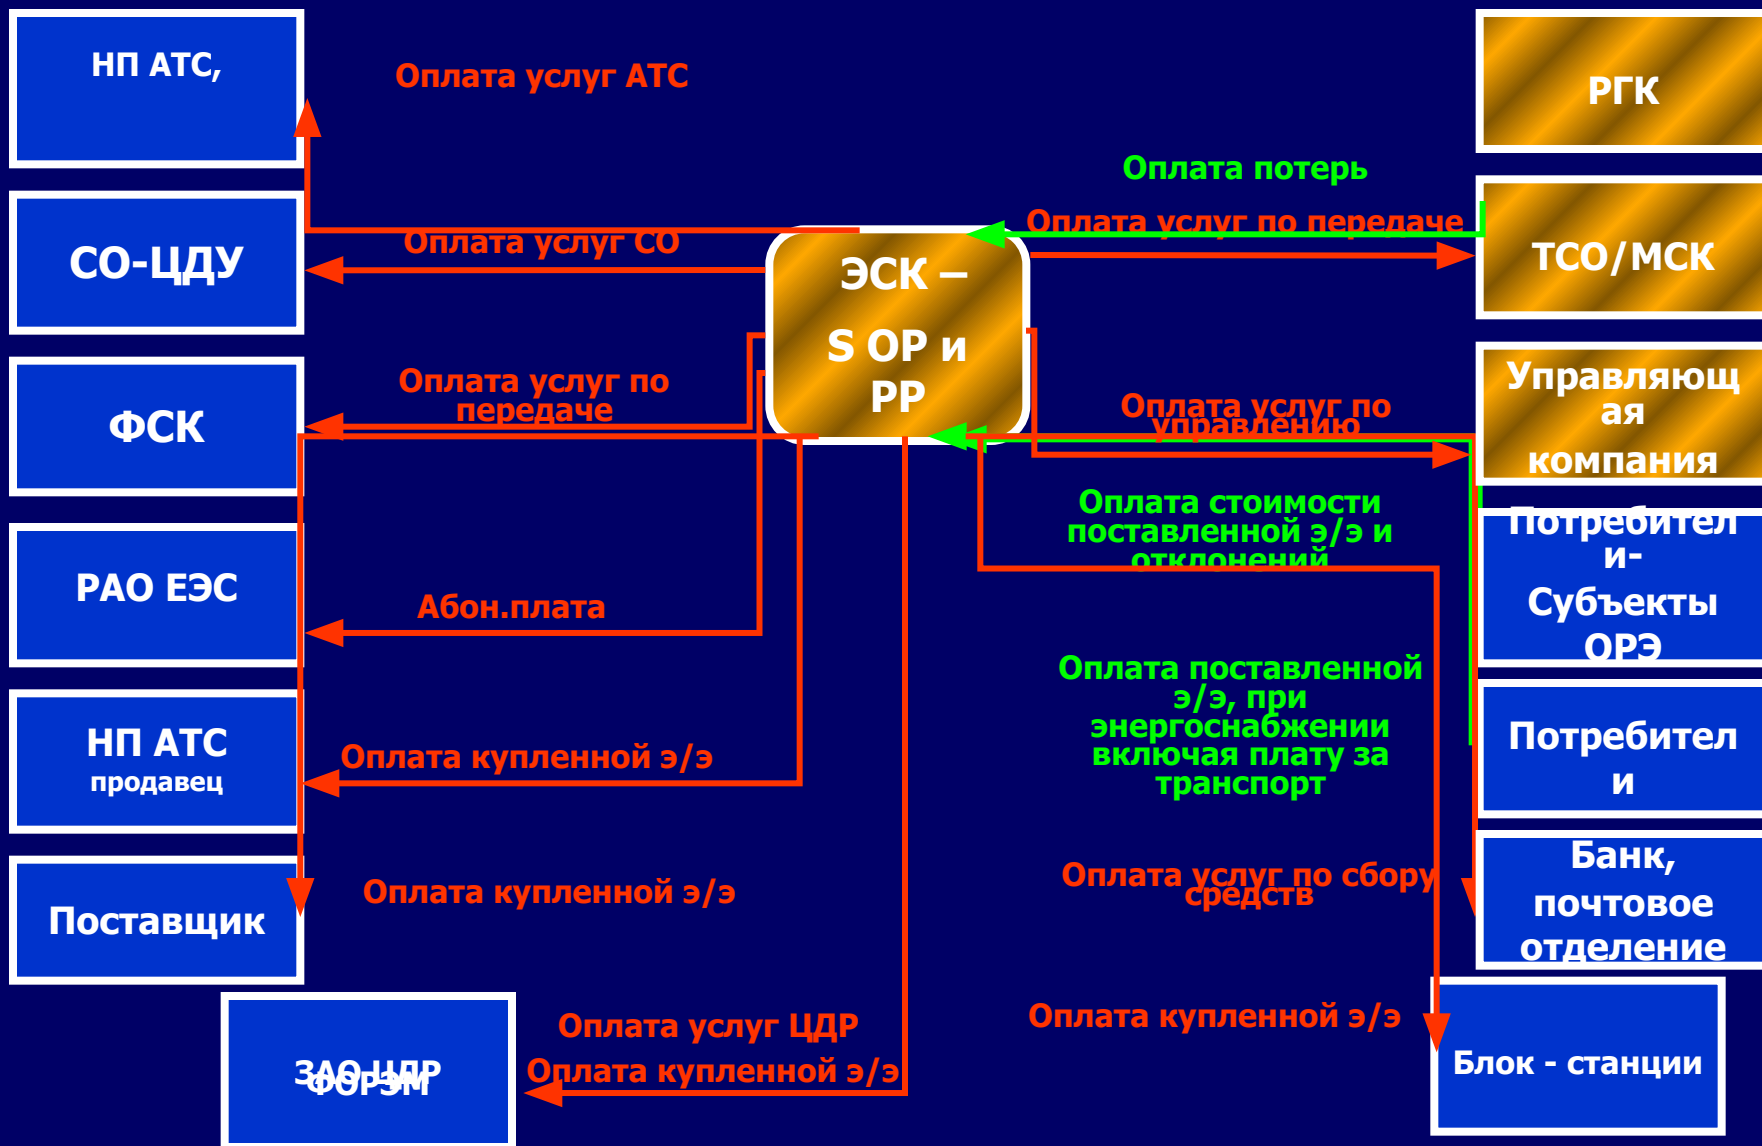 НП АТС,
Оплата услуг АТС
РГК
Оплата потерь
СО-ЦДУ
Оплата услуг СО
Оплата услуг по передаче
ТСО/МСК
ЭСК –
S ОР и
РР
ФСК
Оплата услуг по
передаче
Оплата услуг по
управлению
Управляющ
ая
компания
Оплата стоимости
поставленной э/э и
отклонений
Потребител
и-
Субъекты
ОРЭ
РАО ЕЭС
Абон.плата
Оплата поставленной
э/э, при
энергоснабжении
включая плату за
транспорт
Потребител
и
НП АТС
продавец
Оплата купленной э/э
Поставщик
Оплата купленной э/э
Оплата услуг по сбору
средств
Банк,
почтовое
отделение
ЗАО ЦДР
ФОРЭМ
Оплата услуг ЦДР
Оплата купленной э/э
Оплата купленной э/э
Блок - станции